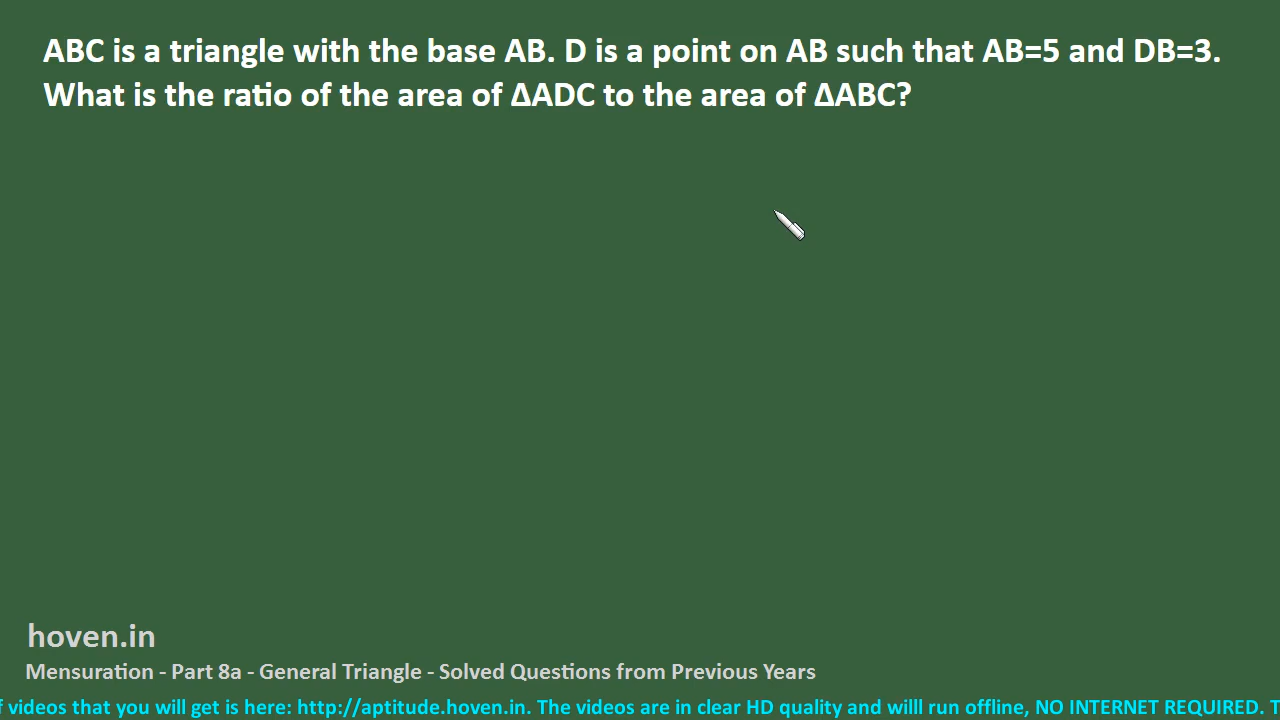 ABC is a triangle with the base AB. D is a point on AB such that AB=5 and DB=3.
What is the ratio of the area of ΔADC to the area of ΔABC?
hoven.in
Mensuration - Part 8a - General Triangle - Solved Questions from Previous Years
videos that you will get is here: http://aptitude.hoven.in. The videos are in clear HD quality and willl run offline, NO INTERNET REQUIRED.